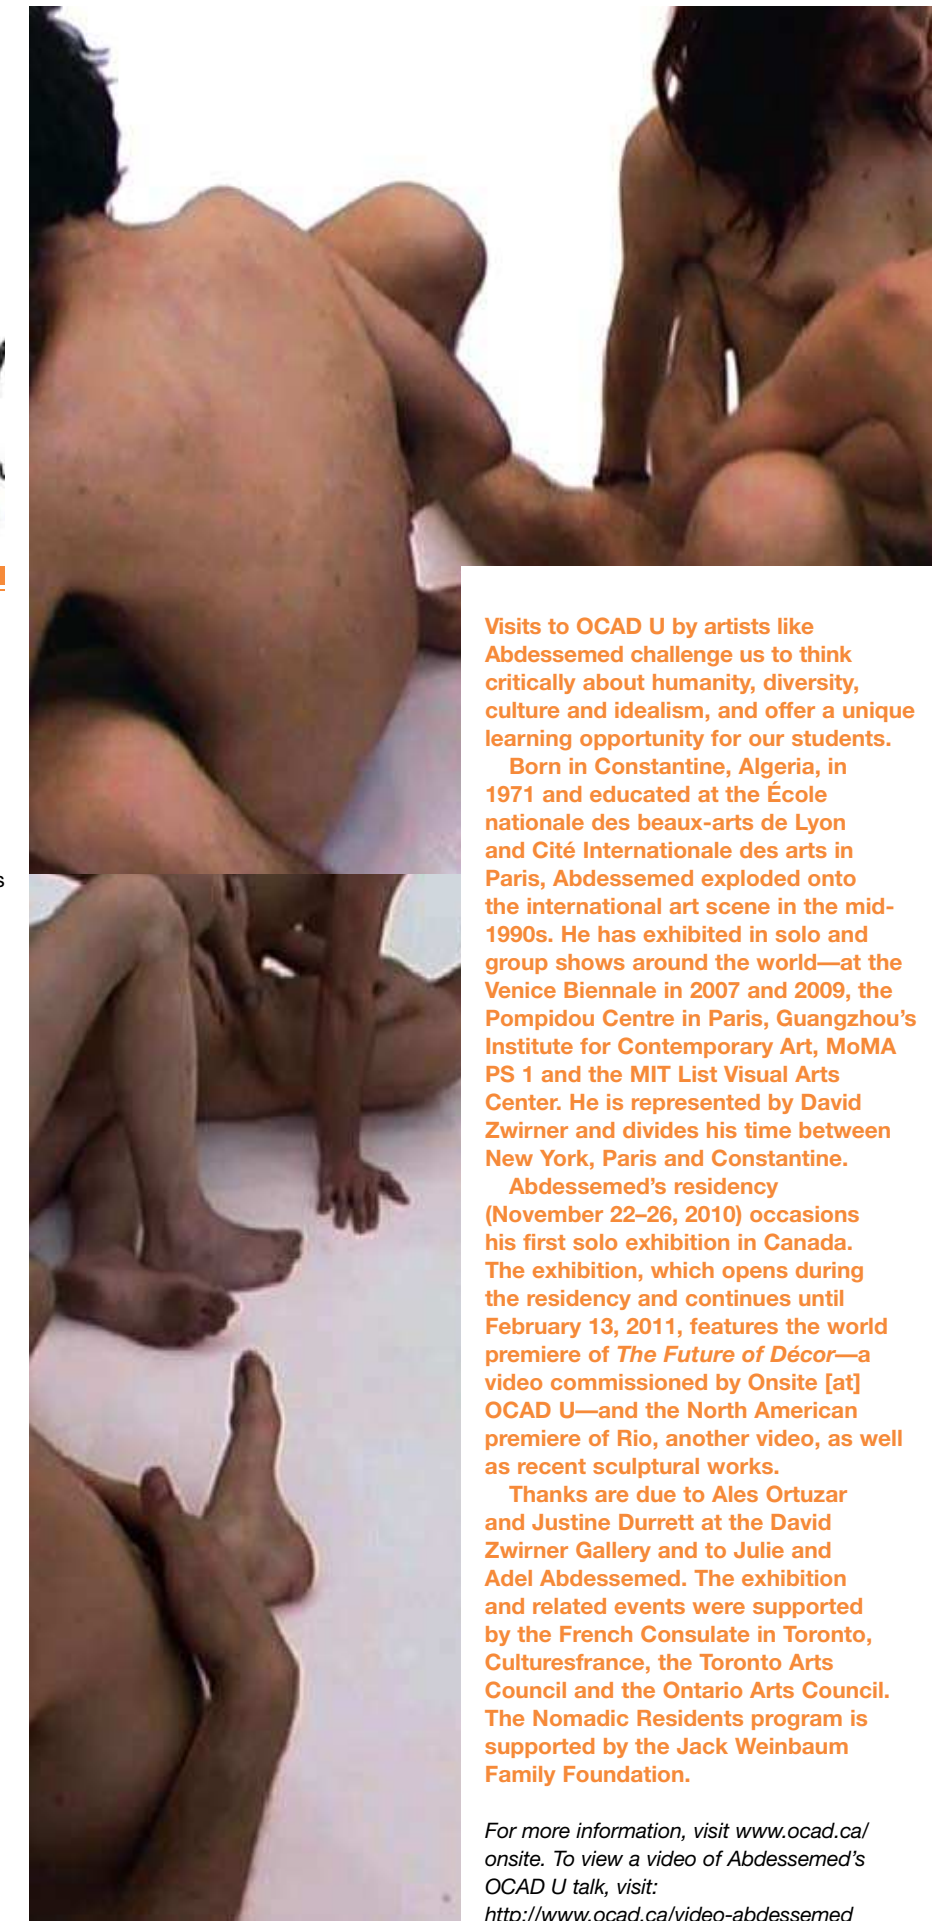 Visits to OCAD U by artists like
Abdessemed challenge us to think
critically about humanity, diversity,
culture and idealism, and offer a unique
learning opportunity for our students.
Born in Constantine, Algeria, in
1971 and educated at the École
nationale des beaux-arts de Lyon
and Cité Internationale des arts in
Paris, Abdessemed exploded onto
the international art scene in the mid-
1990s. He has exhibited in solo and
group shows around the world—at the
Venice Biennale in 2007 and 2009, the
Pompidou Centre in Paris, Guangzhou's
Institute for Contemporary Art, MoMA
PS 1 and the MIT List Visual Arts
Center. He is represented by David
Zwirner and divides his time between
New York, Paris and Constantine.
Abdessemed's residency
(November 22–26, 2010) occasions
his first solo exhibition in Canada.
The exhibition, which opens during
the residency and continues until
February 13, 2011, features the world
premiere of The Future of Décor—a
video commissioned by Onsite [at]
OCAD U—and the North American
premiere of Rio, another video, as well
as recent sculptural works.
Thanks are due to Ales Ortuzar
and Justine Durrett at the David
Zwirner Gallery and to Julie and
Adel Abdessemed. The exhibition
and related events were supported
by the French Consulate in Toronto,
Culturesfrance, the Toronto Arts
Council and the Ontario Arts Council.
The Nomadic Residents program is
supported by the Jack Weinbaum
Family Foundation.
For more information, visit www.ocad.ca/
onsite. To view a video of Abdessemed's
OCAD U talk, visit:
http://www.ocad.ca/video-abdessemed